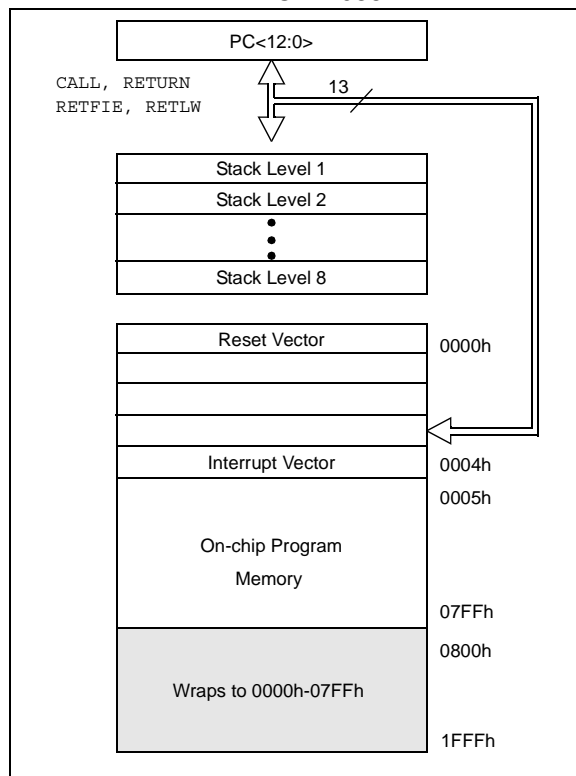 PC<12:0>
CALL, RETURN
RETFIE, RETLW
13
Stack Level 1
Stack Level 2
Stack Level 8
Reset Vector
0000h
Interrupt Vector
0004h
0005h
On-chip Program
Memory
07FFh
0800h
Wraps to 0000h-07FFh
1FFFh